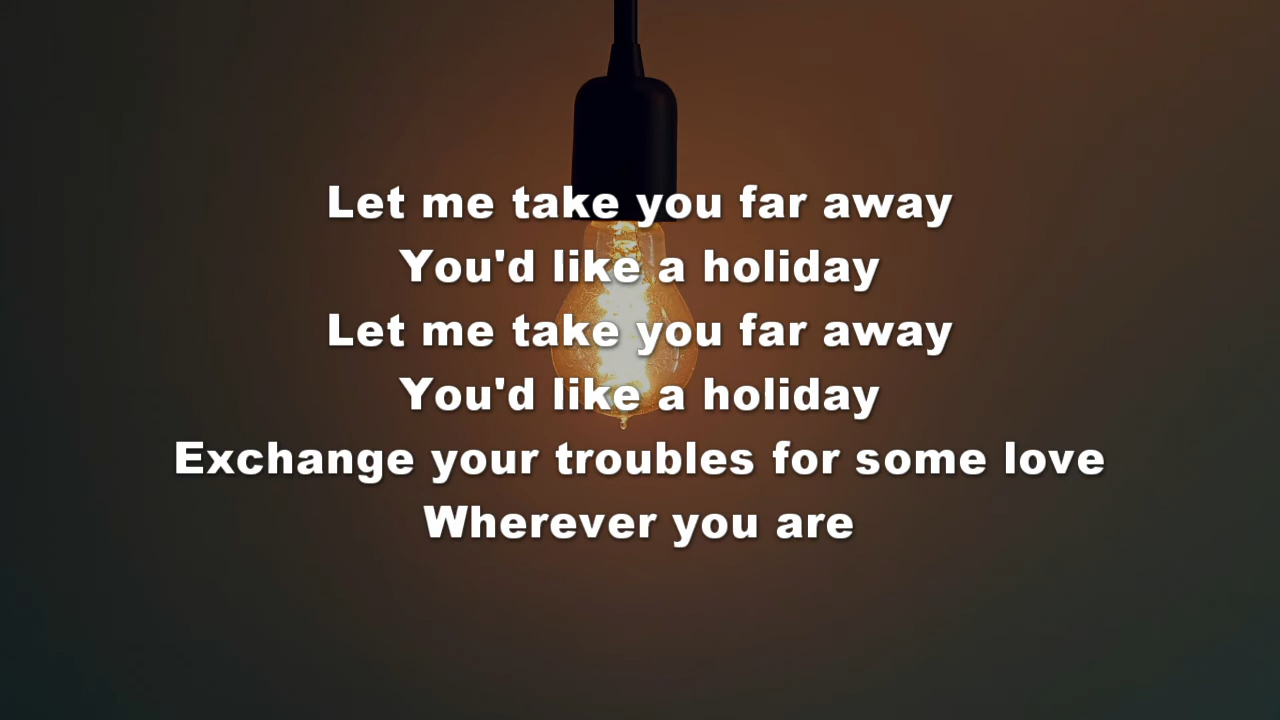 Let me take you far away
You'd like a holiday
Let me take you far away
You'd like a holiday
Exchange your troubles for some love
Wherever you are